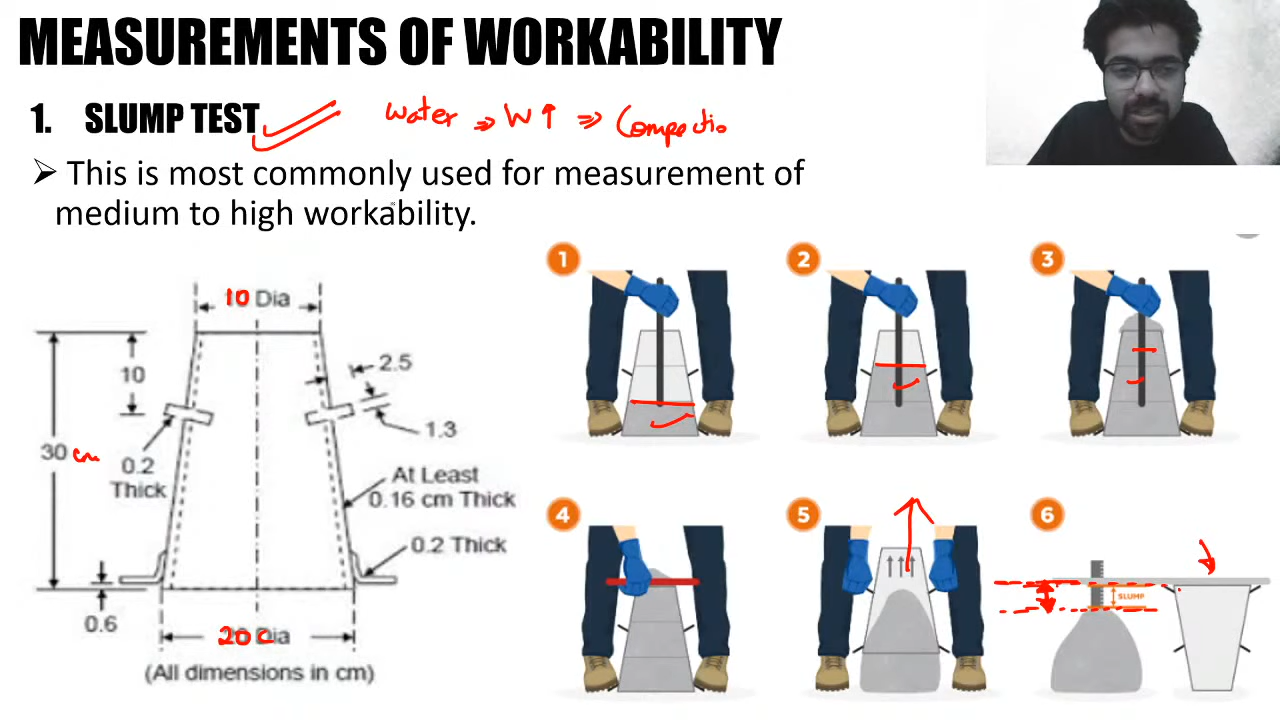 MEASUREMENTS OF WORKABILITY
1. SLUMP TEST water ⇒ W↑ ⇒ Compectio
➢ This is most commonly used for measurement of
medium to high workability.
10 Dia
10
2.5
1.3
30 cm
0.2
Thick
At Least
0.16 cm Thick
0.2 Thick
0.6
20 c Dia
(All dimensions in cm)
1
2
3
4
5
6
SLUMP